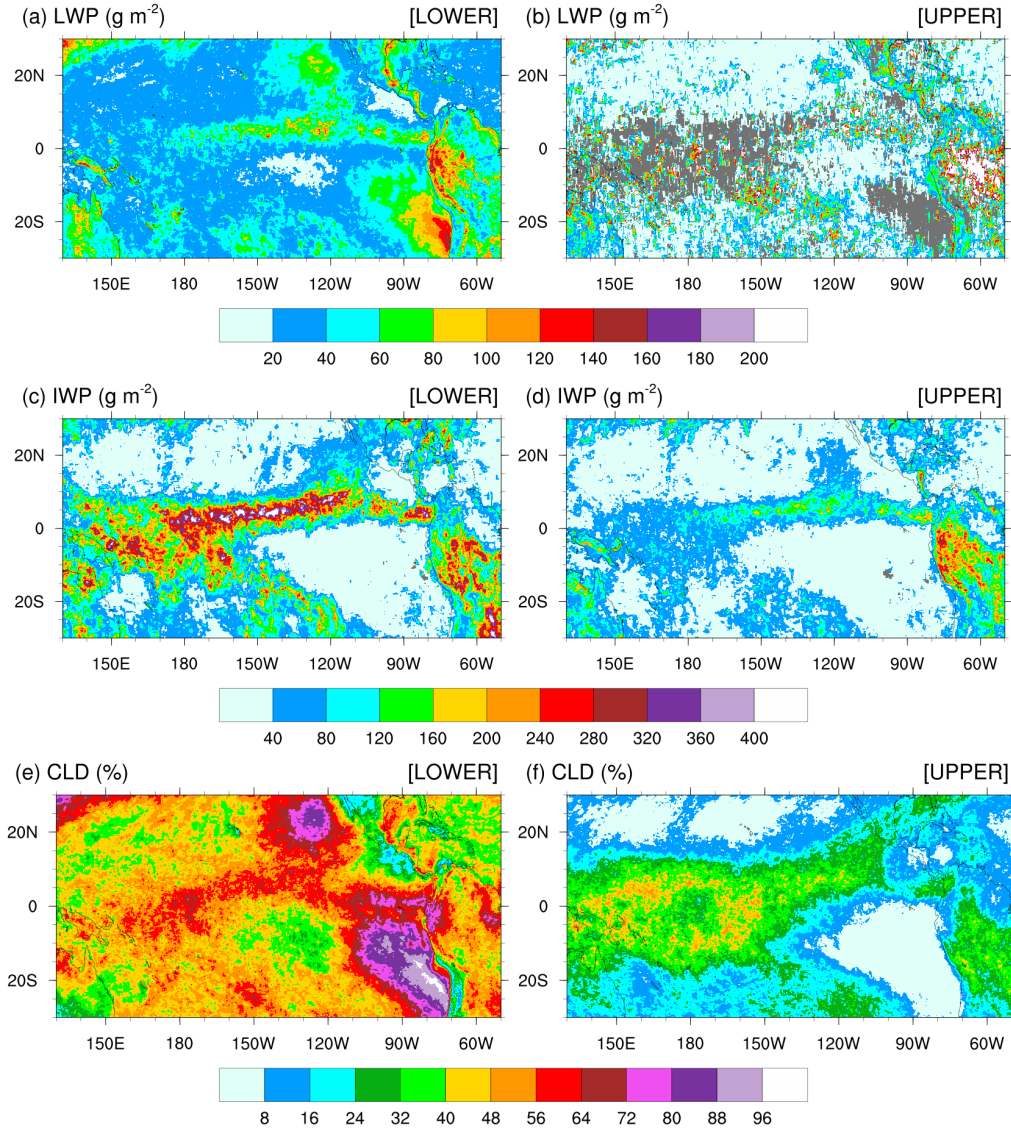 (a) LWP (g m-2) [LOWER] (b) LWP (g m-2) [UPPER]
20N
0
20S
150E 180 150W 120W 90W 60W 150E 180 150W 120W 90W 60W
20 40 60 80 100 120 140 160 180 200
(c) IWP (g m-2) [LOWER] (d) IWP (g m-2) [UPPER]
20N 20N
0 0
20S 20S
150E 180 150W 120W 90W 60W 150E 180 150W 120W 90W 60W
40 80 120 160 200 240 280 320 360 400
(e) CLD (%) [LOWER] (f) CLD (%) [UPPER]
20N 20N
0 0
20S 20S
150E 180 150W 120W 90W 60W 150E 180 150W 120W 90W 60W
8 16 24 32 40 48 56 64 72 80 88 96